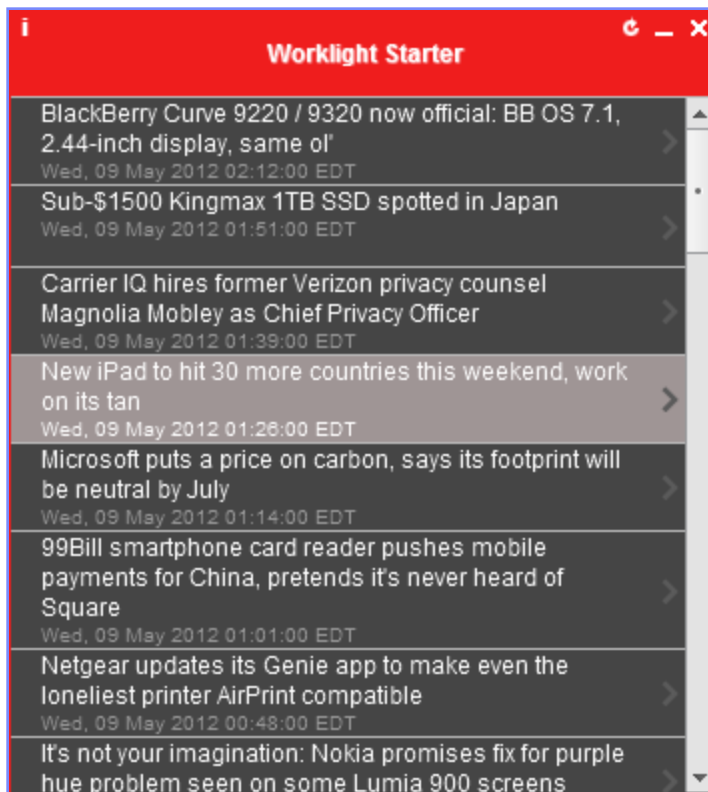 i
Worklight Starter
BlackBerry Curve 9220 / 9320 now official: BB OS 7.1,
2.44-inch display, same ol'
Wed, 09 May 2012 02:12:00 EDT
Sub-$1500 Kingmax 1TB SSD spotted in Japan
Wed, 09 May 2012 01:51:00 EDT
Carrier IQ hires former Verizon privacy counsel
Magnolia Mobley as Chief Privacy Officer
Wed, 09 May 2012 01:39:00 EDT
New iPad to hit 30 more countries this weekend, work
on its tan
Wed, 09 May 2012 01:26:00 EDT
Microsoft puts a price on carbon, says its footprint will
be neutral by July
Wed, 09 May 2012 01:14:00 EDT
99Bill smartphone card reader pushes mobile
payments for China, pretends it's never heard of
Square
Wed, 09 May 2012 01:01:00 EDT
Netgear updates its Genie app to make even the
loneliest printer AirPrint compatible
Wed, 09 May 2012 00:48:00 EDT
It's not your imagination: Nokia promises fix for purple
hue problem seen on some Lumia 900 screens